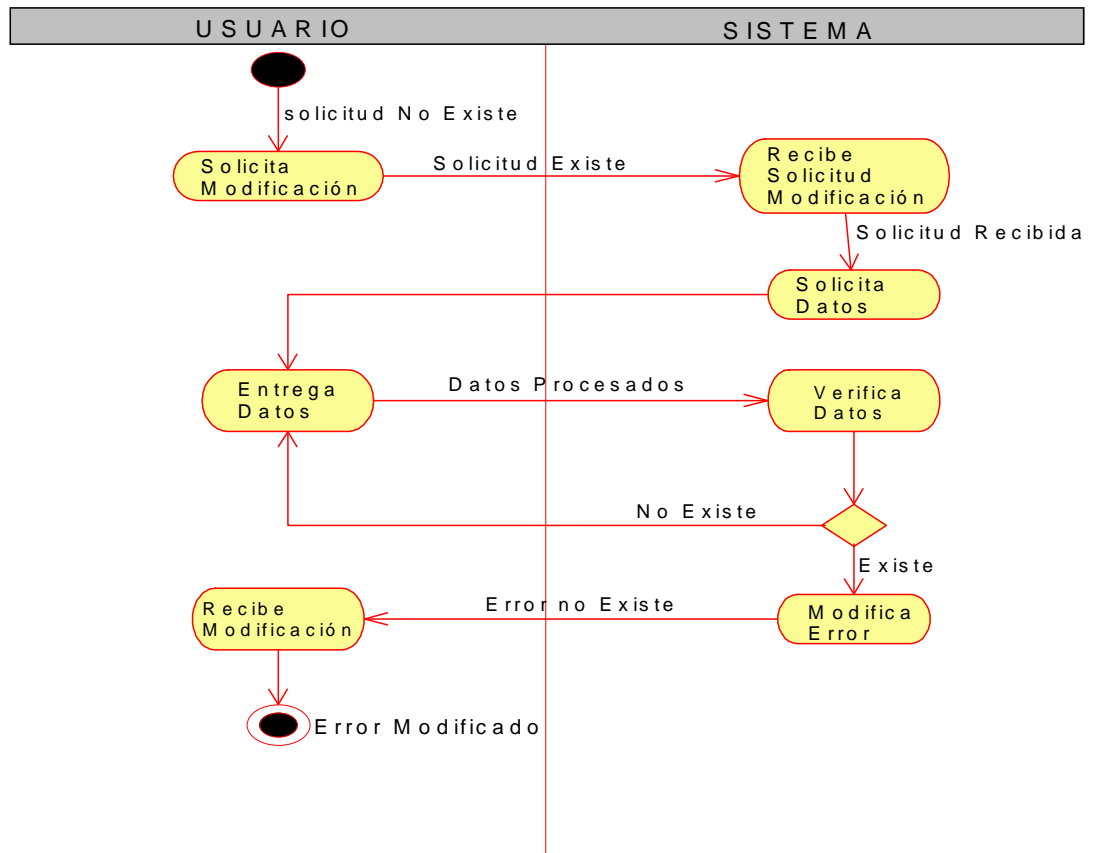 USUARIO
SISTEMA
solicitud No Existe
Solicita
Modificación
Solicitud Existe
Recibe
Solicitud
Modificación
Solicitud Recibida
Solicita
Datos
Entrega
Datos
Datos Procesados
Verifica
Datos
No Existe
Existe
Recibe
Modificación
Error no Existe
Modifica
Error
Error Modificado